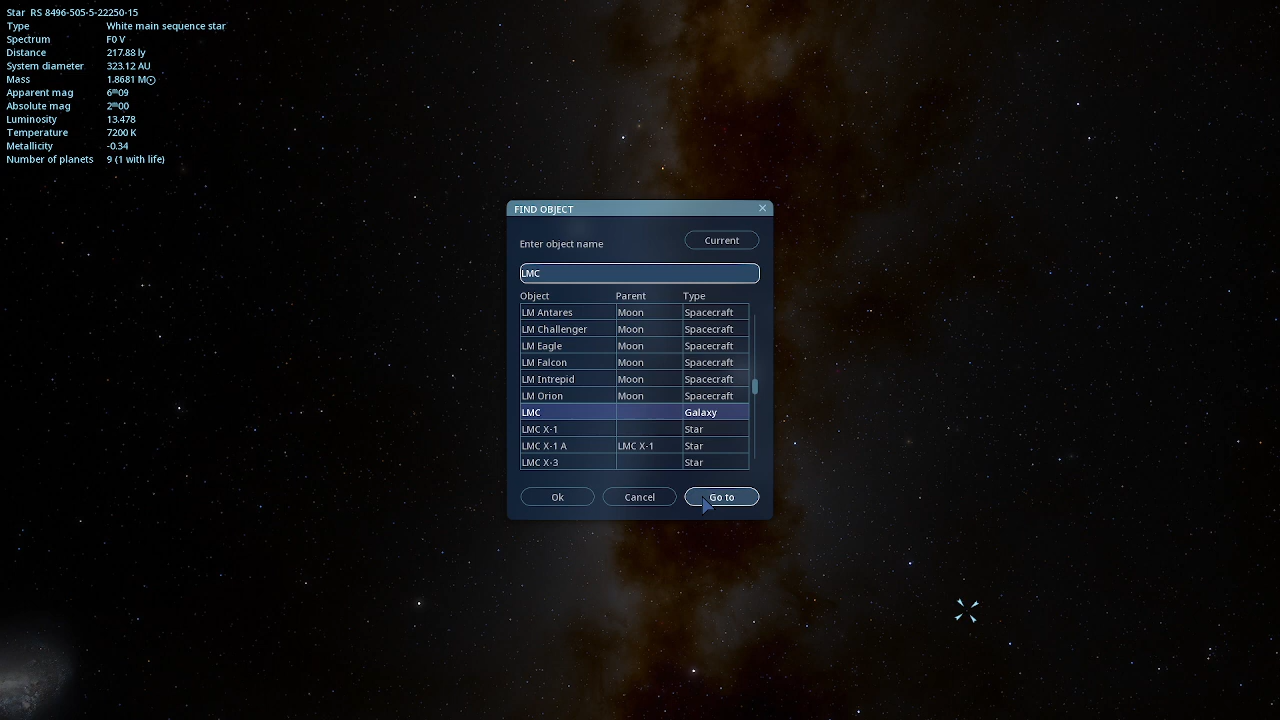 Star RS 8496-505-5-22250-15
Type White main sequence star
Spectrum F0 V
Distance 217.88 ly
System diameter 323.12 AU
Mass 1.8681 M☉
Apparent mag 6ᵐ09
Absolute mag 2ᵐ00
Luminosity 13.478
Temperature 7200 K
Metallicity -0.34
Number of planets 9 (1 with life)
FIND OBJECT
Enter object name Current
LMC
Object Parent Type
LM Antares Moon Spacecraft
LM Challenger Moon Spacecraft
LM Eagle Moon Spacecraft
LM Falcon Moon Spacecraft
LM Intrepid Moon Spacecraft
LM Orion Moon Spacecraft
LMC Galaxy
LMC X-1 Star
LMC X-1 A LMC X-1 Star
LMC X-3 Star
Ok Cancel Go to